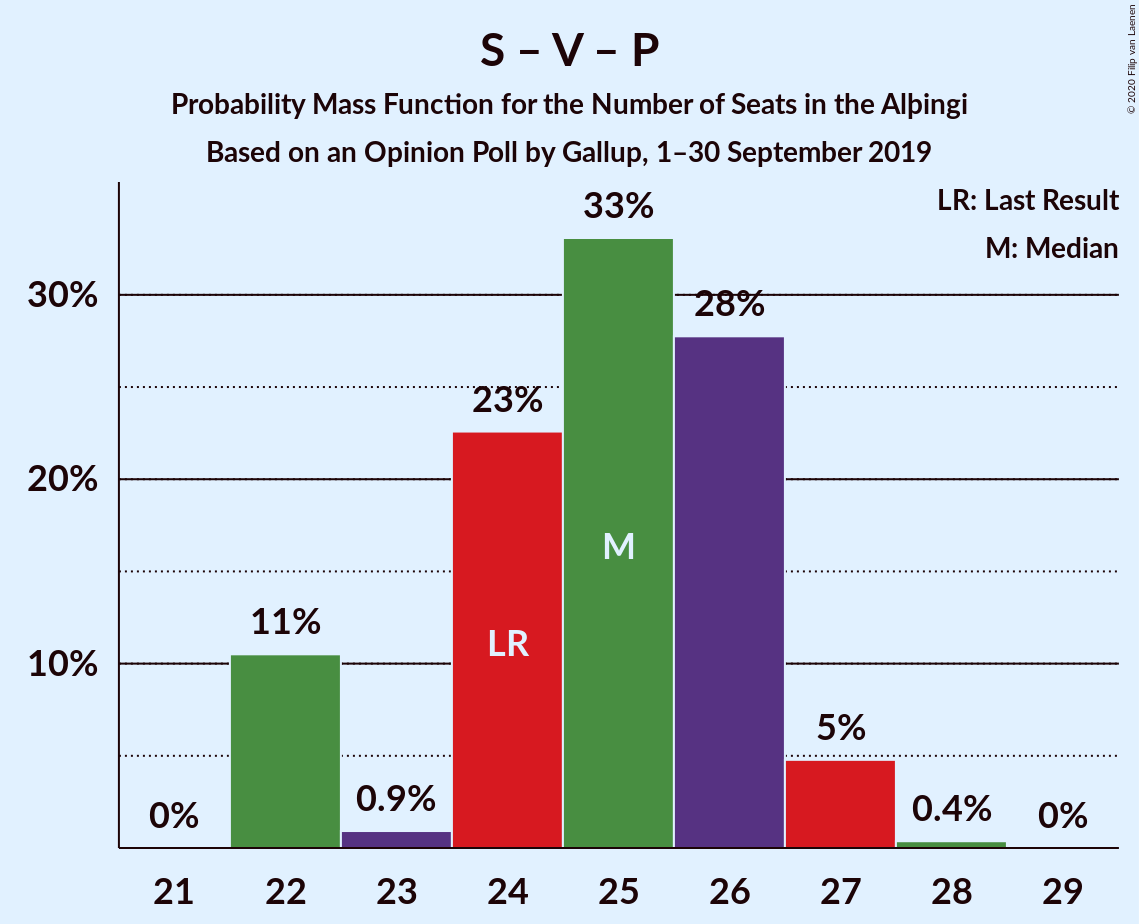 S – V – P
Probability Mass Function for the Number of Seats in the Alþingi
Based on an Opinion Poll by Gallup, 1–30 September 2019
© 2020 Filip van Laenen
LR: Last Result
M: Median
30%
20%
10%
0%
11%
0.9%
23%
33%
28%
5%
0.4%
0%
LR
M
21 22 23 24 25 26 27 28 29